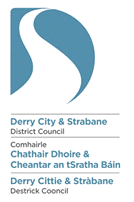 Derry City & Strabane
District Council
Comhairle
Chathair Dhoire &
Cheantar an tSratha Báin
Derry Cittie & Stràbane
Destrick Cooncil